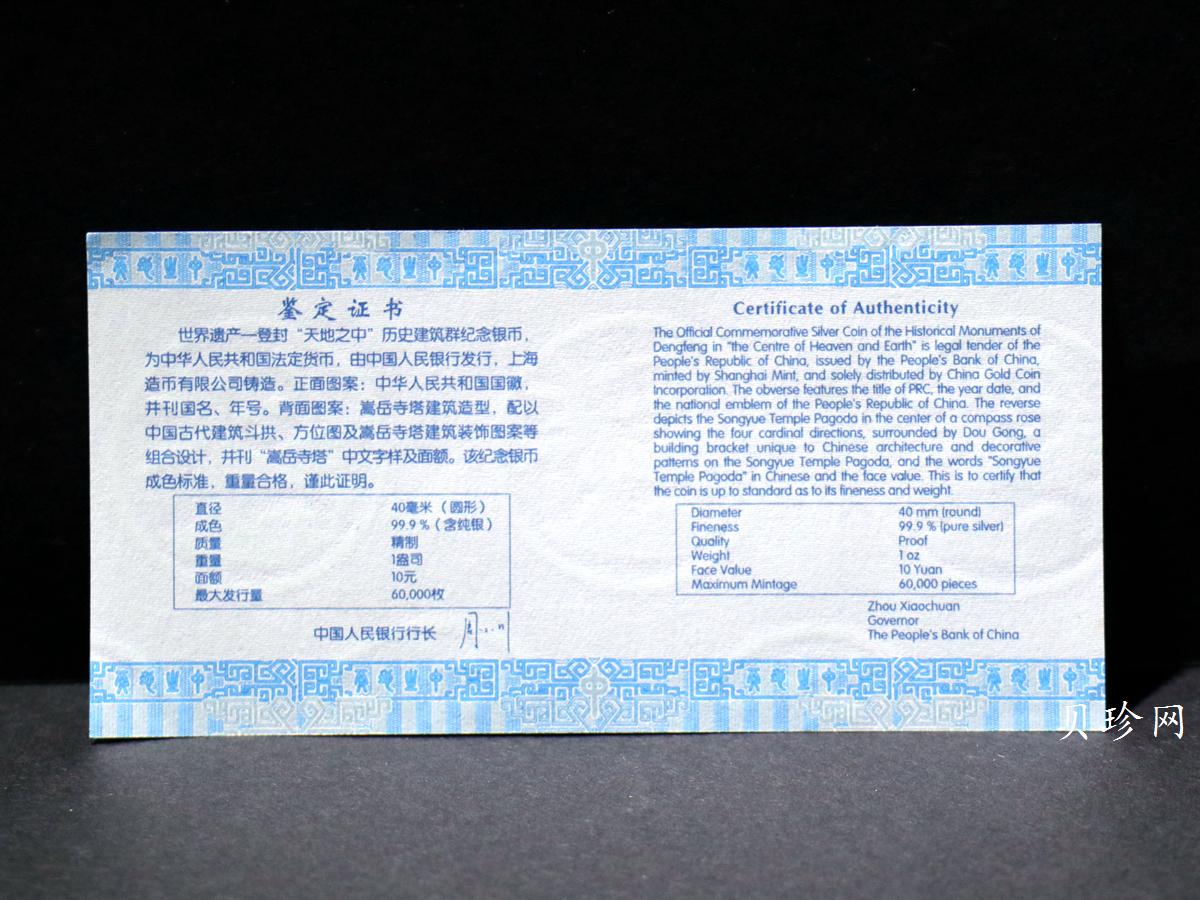 鉴定证书
世界遗产—登封“天地之中”历史建筑群纪念银币，
为中华人民共和国法定货币，由中国人民银行发行，上海
造币有限公司铸造。正面图案：中华人民共和国国徽，
并刊国名、年号。背面图案：嵩岳寺塔建筑造型，配以
中国古代建筑斗拱、方位图及嵩岳寺塔建筑装饰图案等
组合设计，并刊“嵩岳寺塔”中文字样及面额。该纪念银币
成色标准，重量合格，谨此证明。
直径 40毫米（圆形）
成色 99.9％（含纯银）
质量 精制
重量 1盎司
面额 10元
最大发行量 60,000枚
中国人民银行行长
Certificate of Authenticity
The Official Commemorative Silver Coin of the Historical Monuments of
Dengfeng in "the Centre of Heaven and Earth" is legal tender of the
People's Republic of China, issued by the People's Bank of China,
minted by Shanghai Mint, and solely distributed by China Gold Coin
Incorporation. The obverse features the title of PRC, the year date, and
the national emblem of the People's Republic of China. The reverse
depicts the Songyue Temple Pagoda in the center of a compass rose
showing the four cardinal directions, surrounded by Dou Gong, a
building bracket unique to Chinese architecture and decorative
patterns on the Songyue Temple Pagoda, and the words "Songyue
Temple Pagoda" in Chinese and the face value. This is to certify that
the coin is up to standard as to its fineness and weight.
Diameter 40 mm (round)
Fineness 99.9 % (pure silver)
Quality Proof
Weight 1 oz
Face Value 10 Yuan
Maximum Mintage 60,000 pieces
Zhou Xiaochuan
Governor
The People's Bank of China
贝珍网